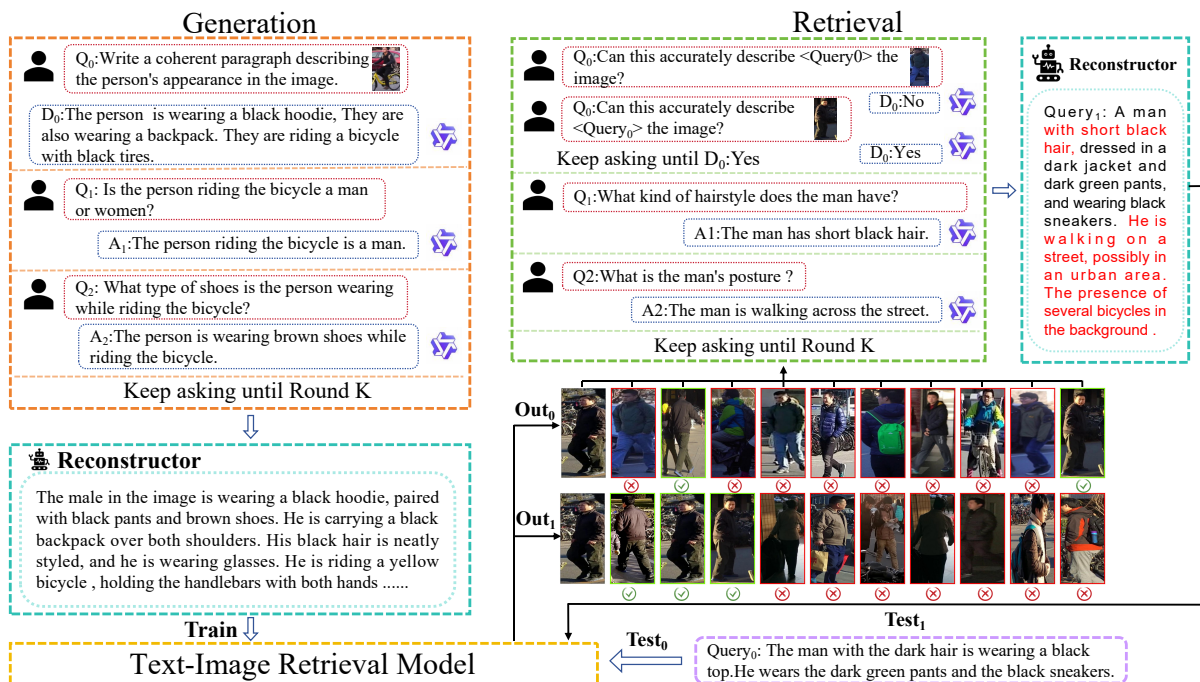 Generation
Q0:Write a coherent paragraph describing
the person's appearance in the image.
D0:The person is wearing a black hoodie, They are
also wearing a backpack. They are riding a bicycle
with black tires.
Q1: Is the person riding the bicycle a man
or women?
A1:The person riding the bicycle is a man.
Q2: What type of shoes is the person wearing
while riding the bicycle?
A2:The person is wearing brown shoes while
riding the bicycle.
Keep asking until Round K
Reconstructor
The male in the image is wearing a black hoodie, paired
with black pants and brown shoes. He is carrying a black
backpack over both shoulders. His black hair is neatly
styled, and he is wearing glasses. He is riding a yellow
bicycle , holding the handlebars with both hands ......
Train
Text-Image Retrieval Model
Retrieval
Q0:Can this accurately describe <Query0> the
image?
D0:No
Q0:Can this accurately describe
<Query0> the image?
D0:Yes
Keep asking until D0:Yes
Q1:What kind of hairstyle does the man have?
A1:The man has short black hair.
Q2:What is the man's posture ?
A2:The man is walking across the street.
Keep asking until Round K
Reconstructor
Query1: A man
with short black
hair, dressed in a
dark jacket and
dark green pants,
and wearing black
sneakers. He is
walking on a
street, possibly in
an urban area.
The presence of
several bicycles in
the background .
Out0
Out1
Test1
Test0
Query0: The man with the dark hair is wearing a black
top.He wears the dark green pants and the black sneakers.